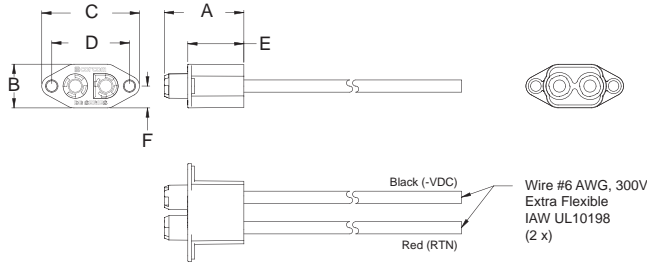 C
A
D
E
B
F
Black (-VDC)
Wire #6 AWG, 300V
Extra Flexible
IAW UL10198
(2 x)
Red (RTN)